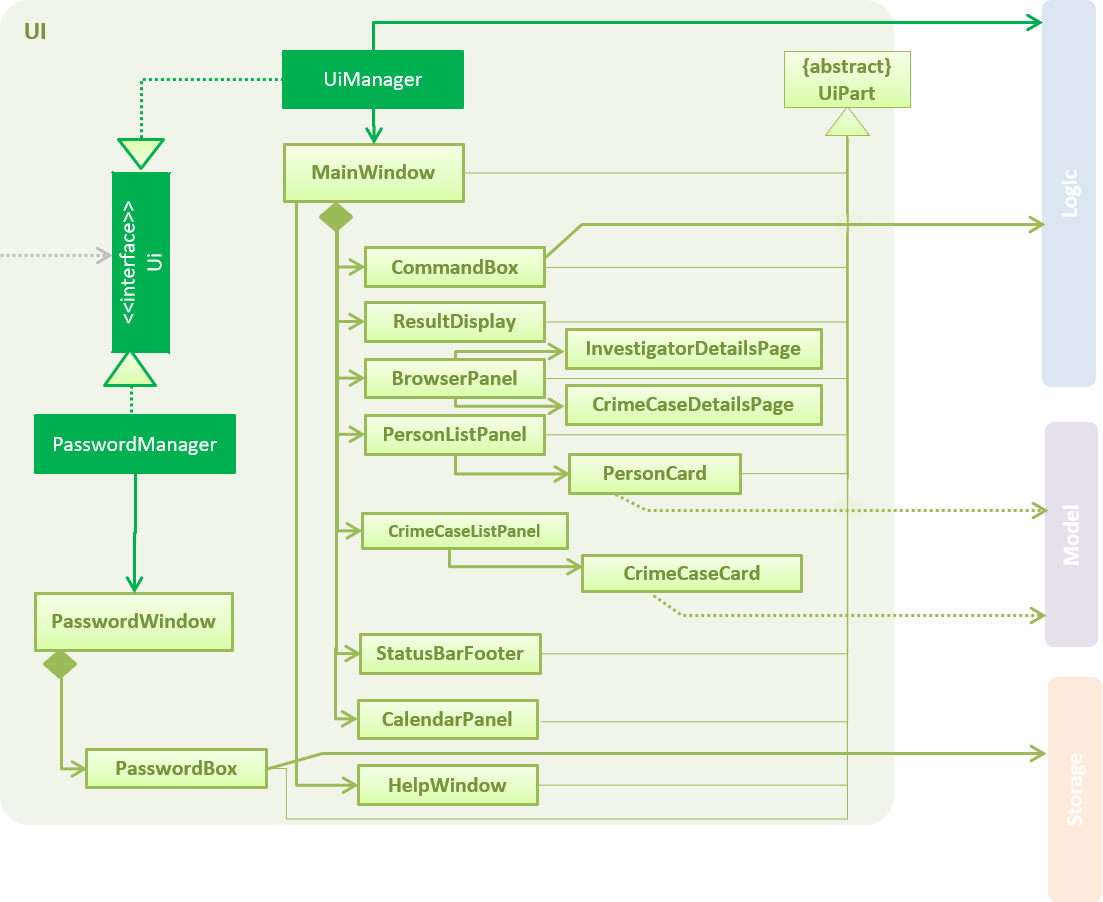 UI
UiManager
{abstract}
UiPart
<<interface>>
Ui
MainWindow
Logic
CommandBox
ResultDisplay
InvestigatorDetailsPage
BrowserPanel
CrimeCaseDetailsPage
PasswordManager
PersonListPanel
PersonCard
CrimeCaseListPanel
Model
CrimeCaseCard
PasswordWindow
StatusBarFooter
CalendarPanel
PasswordBox
HelpWindow
Storage